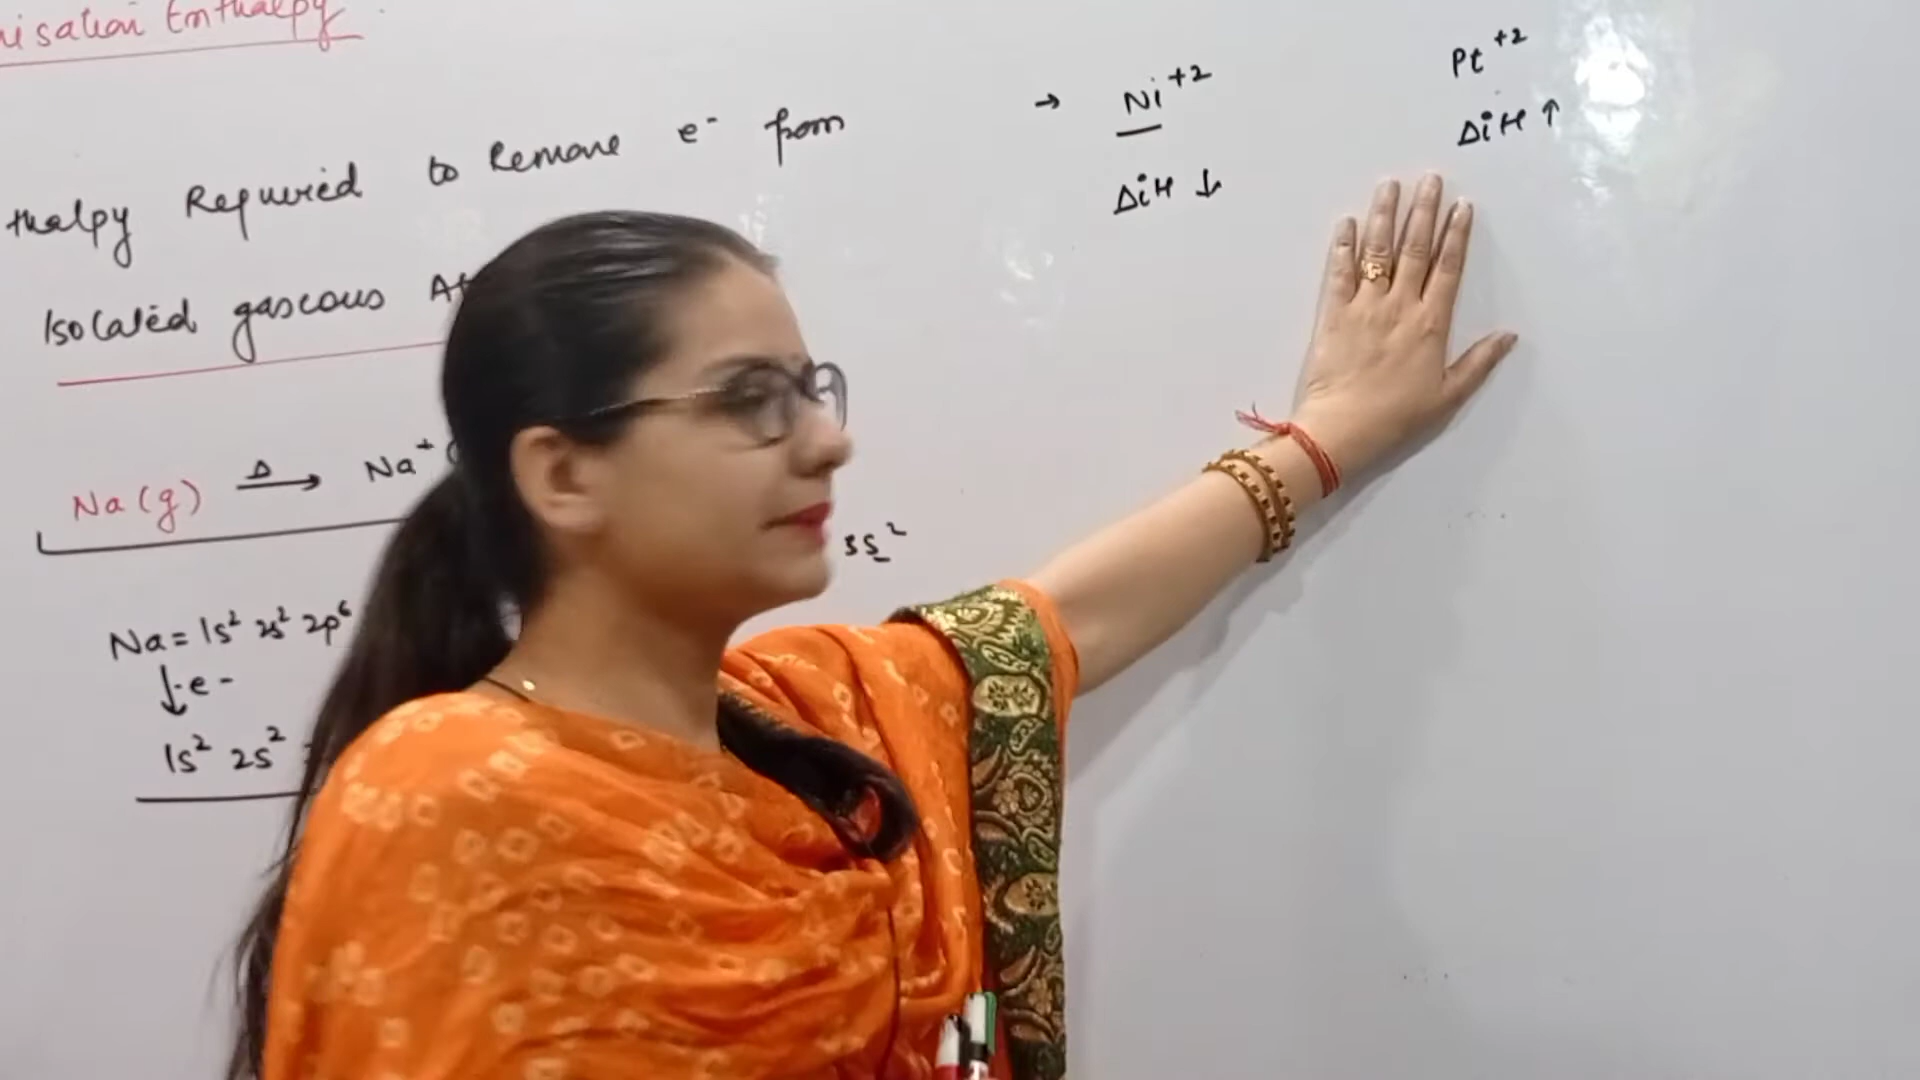 nisation Enthalpy
thalpy Required to Remove e⁻ from
Isolated gaseous At
Na(g) Δ→ Na⁺ (
Na = 1s² 2s² 2p⁶
↓-e-
1s² 2s²
3s²
→ Ni⁺²
ΔiH ↓
Pt⁺²
ΔiH ↑